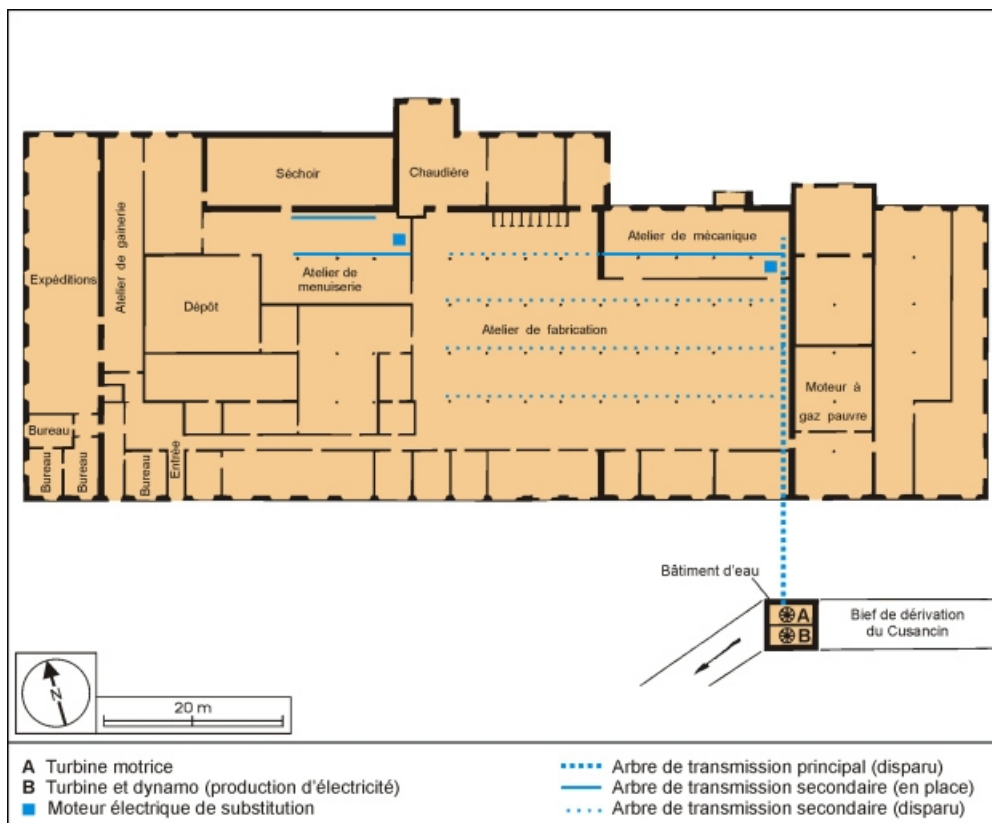 Séchoir
Chaudière
Atelier de mécanique
Expéditions
Atelier de gainerie
Atelier de
menuiserie
Dépôt
Atelier de fabrication
Moteur à
gaz pauvre
Bureau
Bureau
Bureau
Bureau
Entrée
Bâtiment d'eau
A
B
Bief de dérivation
du Cusancin
N
20 m
A Turbine motrice
B Turbine et dynamo (production d'électricité)
Moteur électrique de substitution
Arbre de transmission principal (disparu)
Arbre de transmission secondaire (en place)
Arbre de transmission secondaire (disparu)